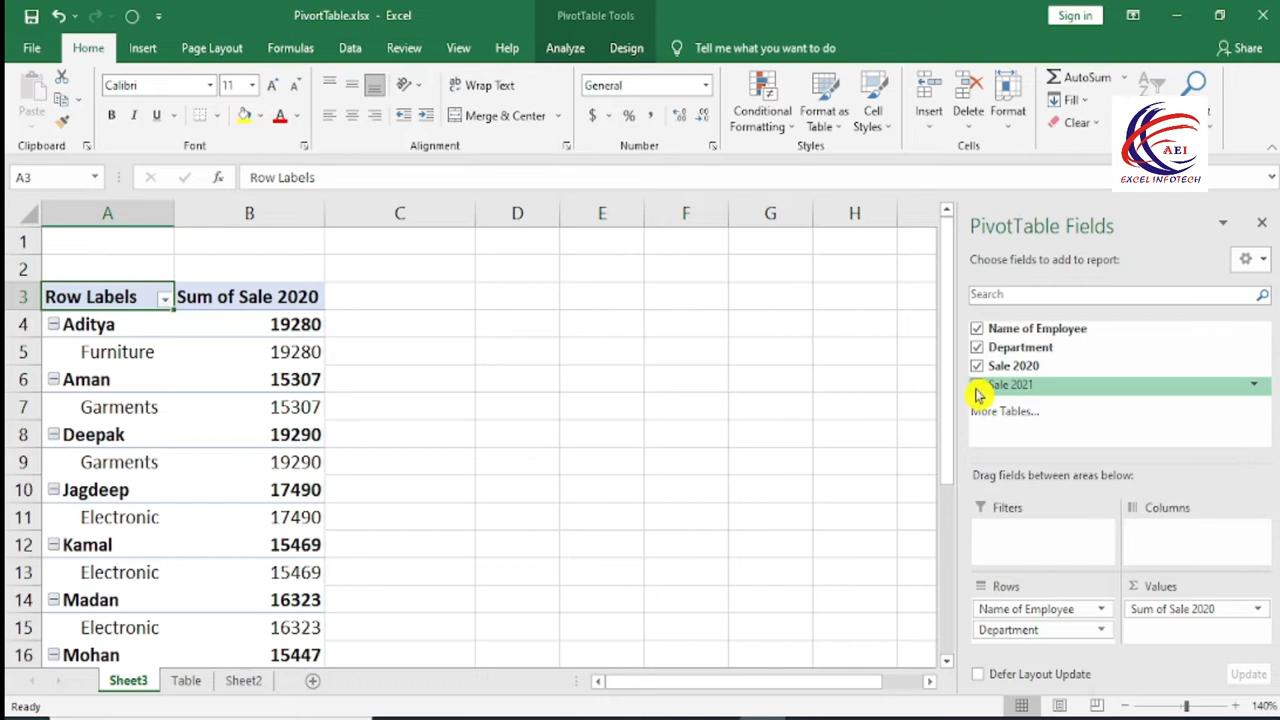 PivortTable.xlsx - Excel
PivotTable Tools
Sign in
File Home Insert Page Layout Formulas Data Review View Help Analyze Design Tell me what you want to do Share
Paste
Clipboard
Calibri 11
B I U
Font
Wrap Text
Merge & Center
Alignment
General
$ % ,
Number
Conditional Formatting
Format as Table
Cell Styles
Styles
Insert Delete Format
Cells
AutoSum
Fill
Clear
AEI
EXCEL INFOTECH
A3 fx Row Labels
A B C D E F G H
1
2
3 Row Labels Sum of Sale 2020
4 Aditya 19280
5 Furniture 19280
6 Aman 15307
7 Garments 15307
8 Deepak 19290
9 Garments 19290
10 Jagdeep 17490
11 Electronic 17490
12 Kamal 15469
13 Electronic 15469
14 Madan 16323
15 Electronic 16323
16 Mohan 15447
PivotTable Fields
Choose fields to add to report:
Search
Name of Employee
Department
Sale 2020
Sale 2021
More Tables...
Drag fields between areas below:
Filters Columns
Rows Σ Values
Name of Employee Sum of Sale 2020
Department
Defer Layout Update Update
Sheet3 Table Sheet2
Ready 140%